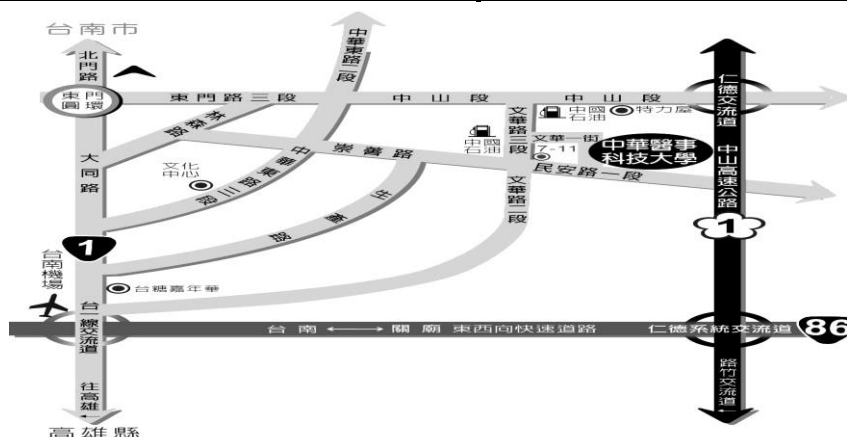 台南市
北門路
中華東路二段
仁德交流道
東門
圓環
東門路三段
中山段
中山段
林森路
文華路三段
中國
石油
特力屋
中國
石油
文華一街
7-11
中華醫事
科技大學
大同路
文化
中心
中華東路三段
崇善路
民安路一段
中山高速公路
生產路
文華路二段
1
1
台南機場
台糖嘉年華
台一線交流道
台南
關廟
東西向快速道路
仁德系統交流道
86
往高雄
路竹交流道
高雄縣